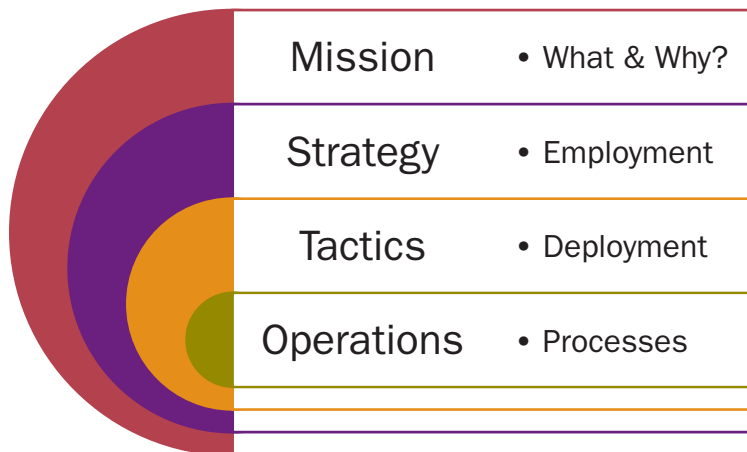 Mission • What & Why?
Strategy • Employment
Tactics • Deployment
Operations • Processes